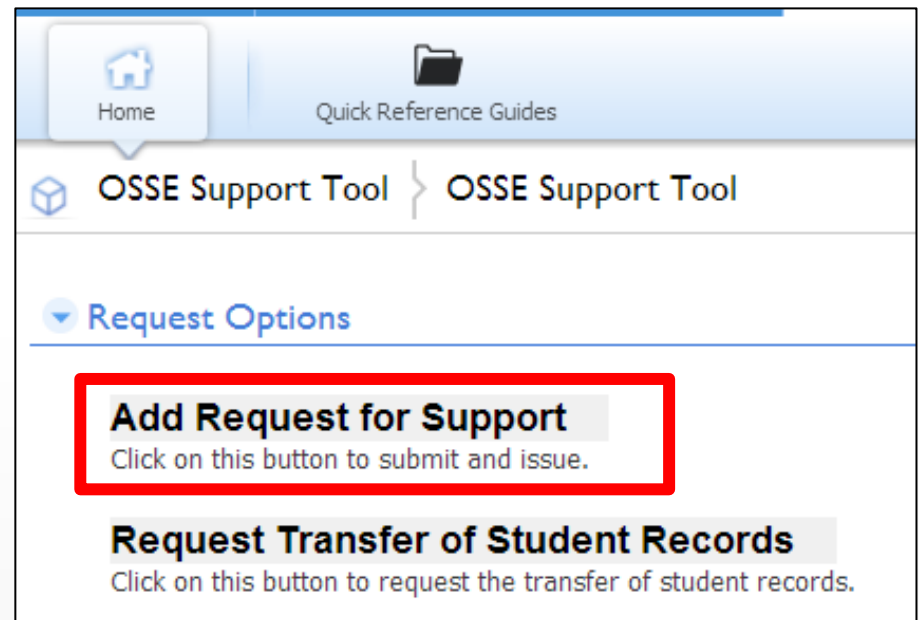 Home
Quick Reference Guides
OSSE Support Tool
OSSE Support Tool
Request Options
Add Request for Support
Click on this button to submit and issue.
Request Transfer of Student Records
Click on this button to request the transfer of student records.